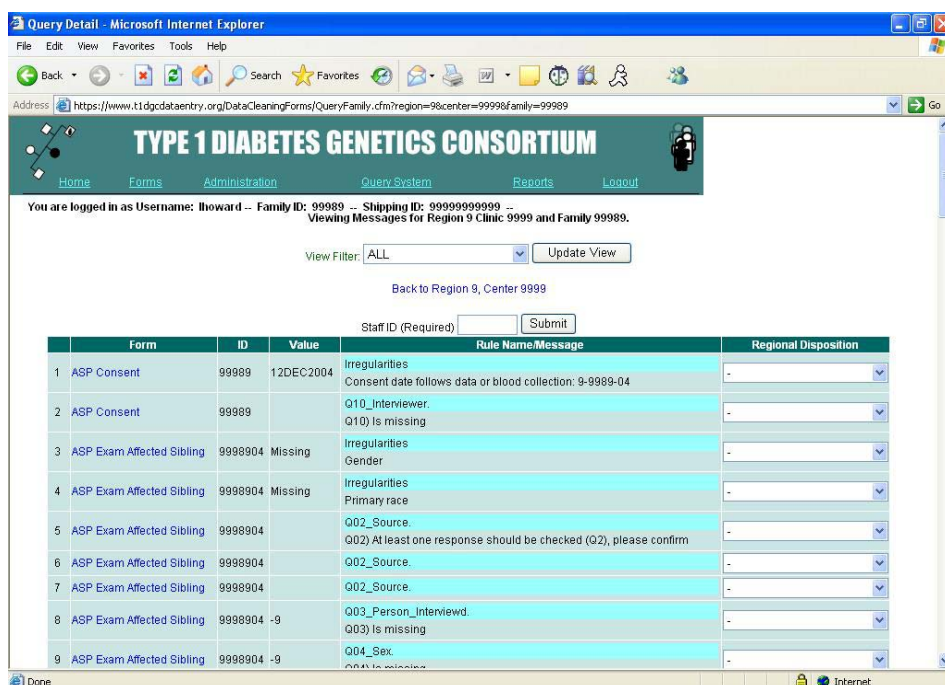 Query Detail - Microsoft Internet Explorer
File Edit View Favorites Tools Help
Back Search Favorites
Address https://www.t1dgcdataentry.org/DataCleaningForms/QueryFamily.cfm?region=9&center=9999&family=99989 Go
TYPE 1 DIABETES GENETICS CONSORTIUM
Home Forms Administration Query System Reports Logout
You are logged in as Username: lhoward -- Family ID: 99989 -- Shipping ID: 99999999999 --
Viewing Messages for Region 9 Clinic 9999 and Family 99989.
View Filter: ALL Update View
Back to Region 9, Center 9999
Staff ID (Required) Submit
Form ID Value Rule Name/Message Regional Disposition
1 ASP Consent 99989 12DEC2004 Irregularities -
Consent date follows data or blood collection: 9-9989-04
2 ASP Consent 99989 Q10_Interviewer. -
Q10) Is missing
3 ASP Exam Affected Sibling 9998904 Missing Irregularities -
Gender
4 ASP Exam Affected Sibling 9998904 Missing Irregularities -
Primary race
5 ASP Exam Affected Sibling 9998904 Q02_Source. -
Q02) At least one response should be checked (Q2), please confirm
6 ASP Exam Affected Sibling 9998904 Q02_Source. -
7 ASP Exam Affected Sibling 9998904 Q02_Source. -
8 ASP Exam Affected Sibling 9998904 -9 Q03_Person_Interviewd. -
Q03) Is missing
9 ASP Exam Affected Sibling 9998904 -9 Q04_Sex. -
Q04) Is missing
Done Internet